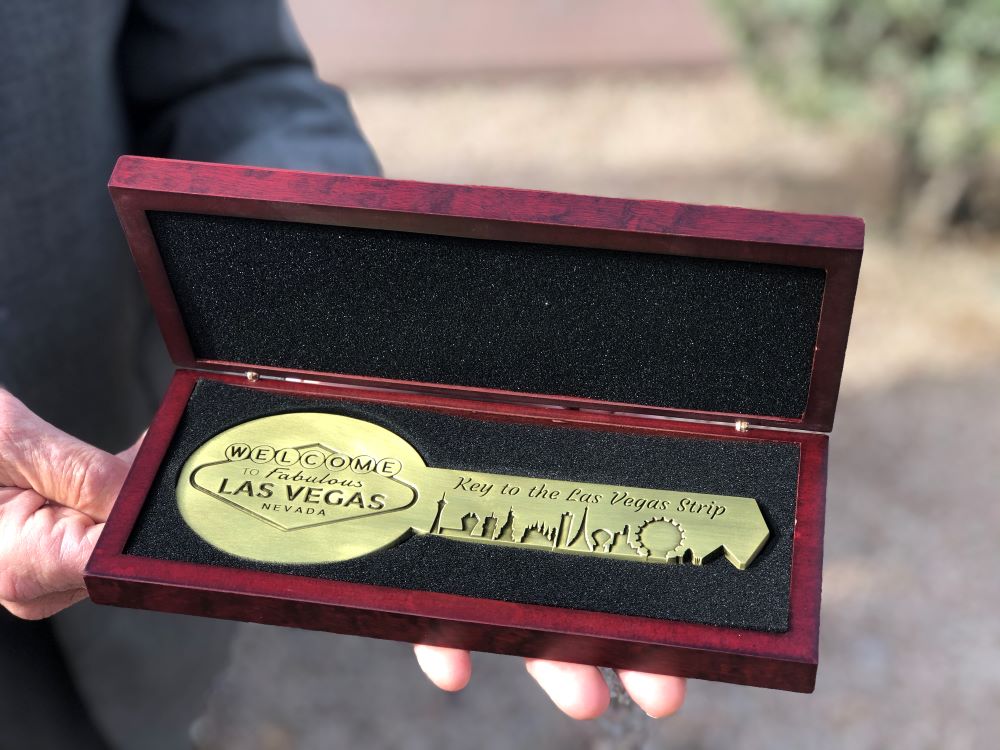 WELCOME
TO Fabulous
LAS VEGAS
NEVADA
Key to the Las Vegas Strip